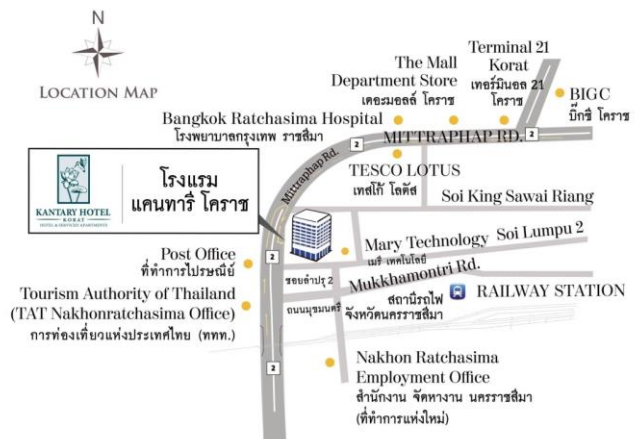 N
LOCATION MAP
Terminal 21
Korat
เทอร์มินอล 21
โคราช
The Mall
Department Store
เดอะมอลล์ โคราช
BIGC
บิ๊กซี โคราช
Bangkok Ratchasima Hospital
โรงพยาบาลกรุงเทพ ราชสีมา
MITTRAPHAP RD.
2
2
Mittraphap Rd.
TESCO LOTUS
เทสโก้ โลตัส
Soi King Sawai Riang
KANTARY HOTEL
KORAT
HOTEL & SERVICED APARTMENTS
โรงแรม
แคนทารี โคราช
Mary Technology
เมรี่ เทคโนโลยี
Soi Lumpu 2
Post Office
ที่ทำการไปรษณีย์
2
ซอยลำปรุ 2
Mukkhamontri Rd.
ถนนมุขมนตรี
Tourism Authority of Thailand
(TAT Nakhonratchasima Office)
การท่องเที่ยวแห่งประเทศไทย (ททท.)
สถานีรถไฟ
จังหวัดนครราชสีมา
RAILWAY STATION
2
Nakhon Ratchasima
Employment Office
สำนักงาน จัดหางาน นครราชสีมา
(ที่ทำการแห่งใหม่)